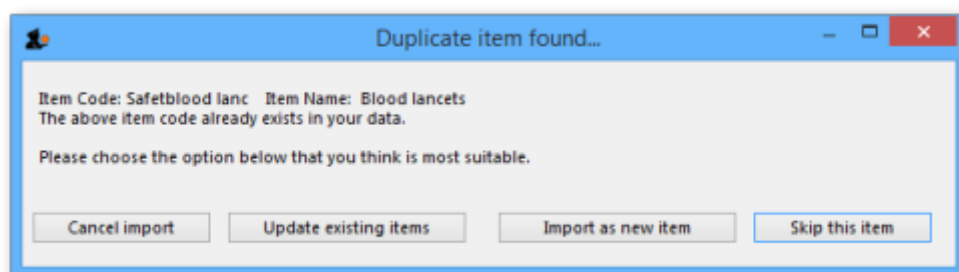 Duplicate item found...
Item Code: Safetblood lanc Item Name: Blood lancets
The above item code already exists in your data.
Please choose the option below that you think is most suitable.
Cancel import Update existing items Import as new item Skip this item